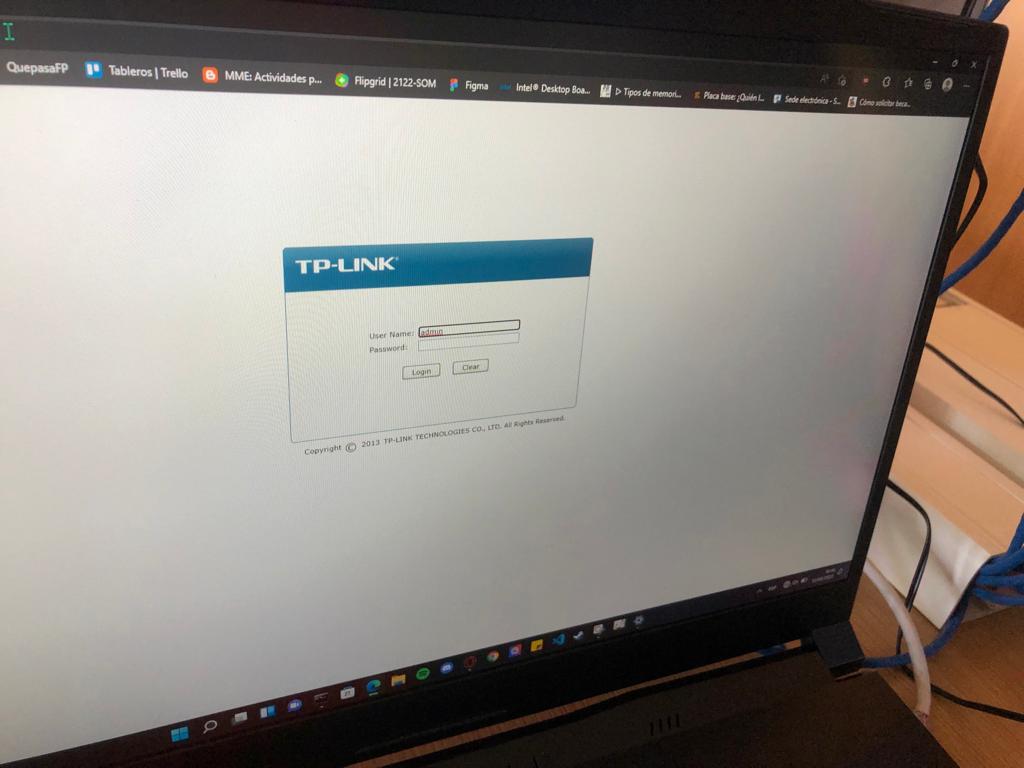 QuepasaFP Tableros | Trello MME: Actividades p... Flipgrid | 2122-SOM Figma Intel® Desktop Boa... ▷ Tipos de memori... Placa base: ¿Quién l... Sede electrónica - S... Cómo solicitar beca...
TP-LINK®
User Name: admin
Password:
Login Clear
Copyright © 2013 TP-LINK TECHNOLOGIES CO., LTD. All Rights Reserved.